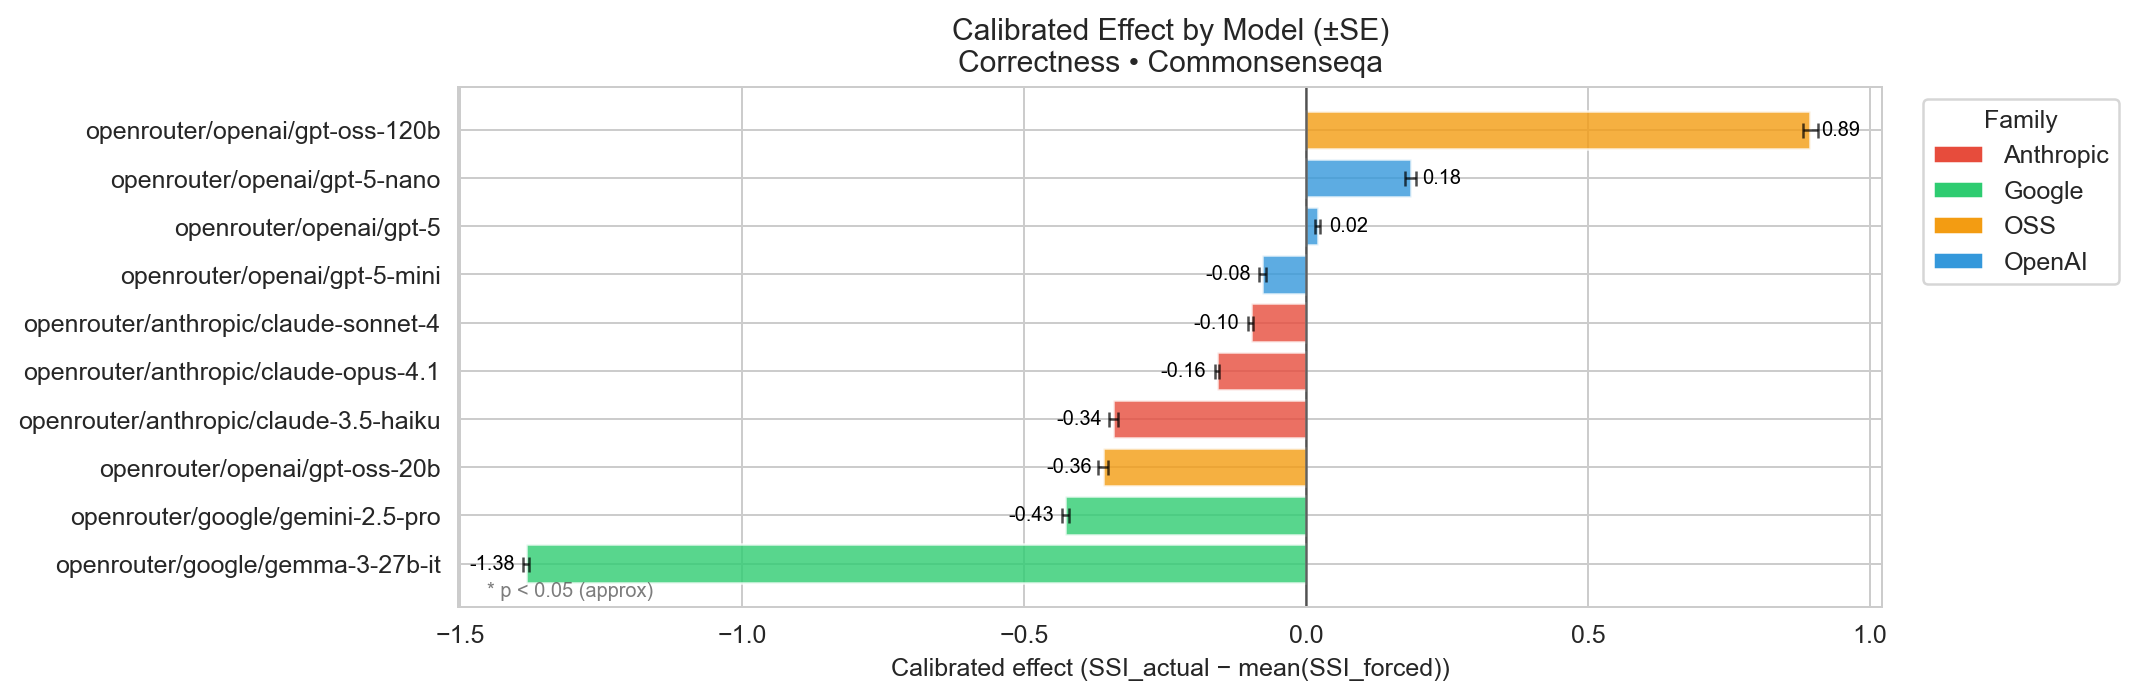 Calibrated Effect by Model (±SE)
Correctness • Commonsenseqa
openrouter/openai/gpt-oss-120b
0.89
openrouter/openai/gpt-5-nano
0.18
openrouter/openai/gpt-5
0.02
openrouter/openai/gpt-5-mini
-0.08
openrouter/anthropic/claude-sonnet-4
-0.10
openrouter/anthropic/claude-opus-4.1
-0.16
openrouter/anthropic/claude-3.5-haiku
-0.34
openrouter/openai/gpt-oss-20b
-0.36
openrouter/google/gemini-2.5-pro
-0.43
openrouter/google/gemma-3-27b-it
-1.38
* p < 0.05 (approx)
−1.5 −1.0 −0.5 0.0 0.5 1.0
Calibrated effect (SSI_actual − mean(SSI_forced))
Family
Anthropic
Google
OSS
OpenAI